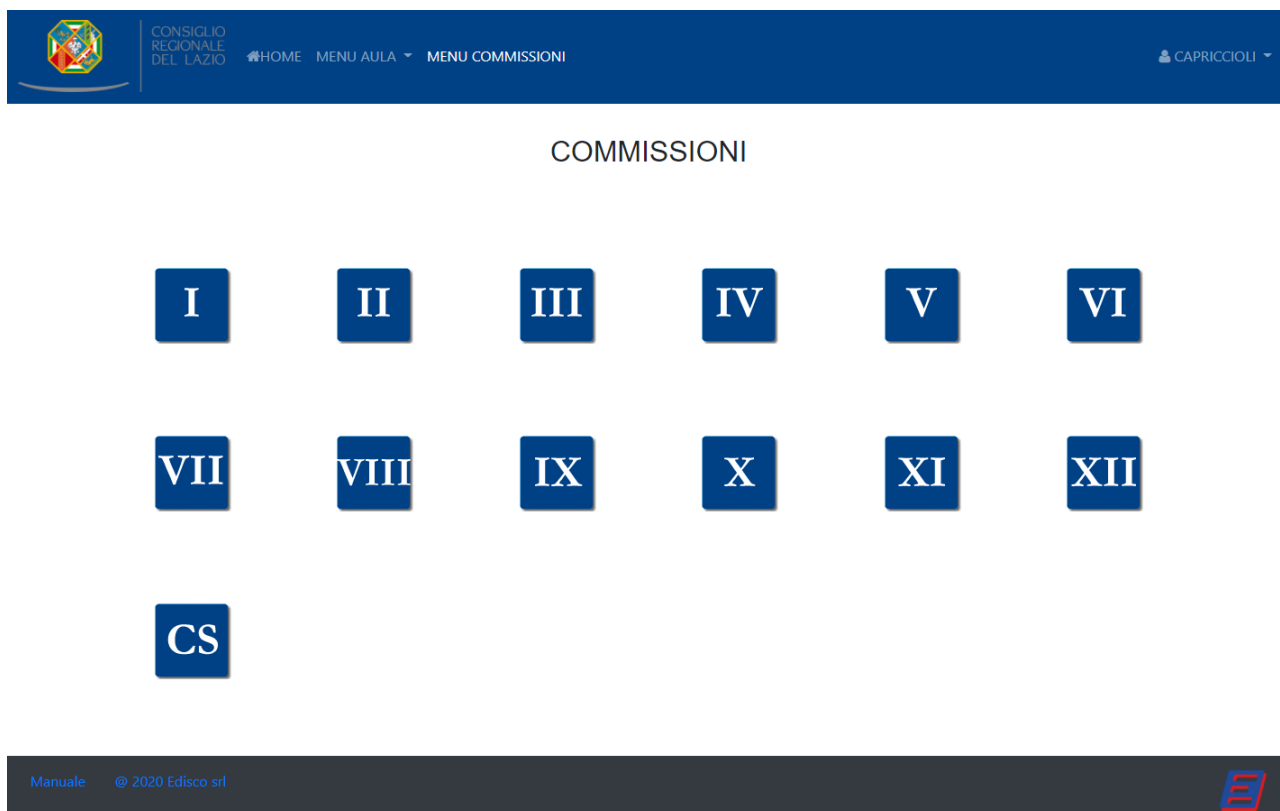 CONSIGLIO
REGIONALE
DEL LAZIO
HOME MENU AULA MENU COMMISSIONI CAPRICCIOLI
COMMISSIONI
I II III IV V VI
VII VIII IX X XI XII
CS
Manuale @ 2020 Edisco srl